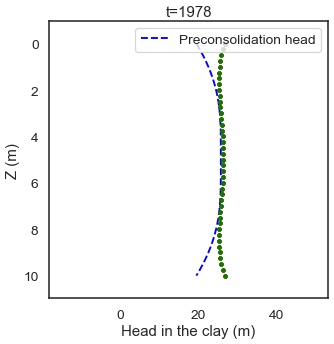 t=1978
Preconsolidation head
0
2
4
6
8
10
Z (m)
0 20 40
Head in the clay (m)